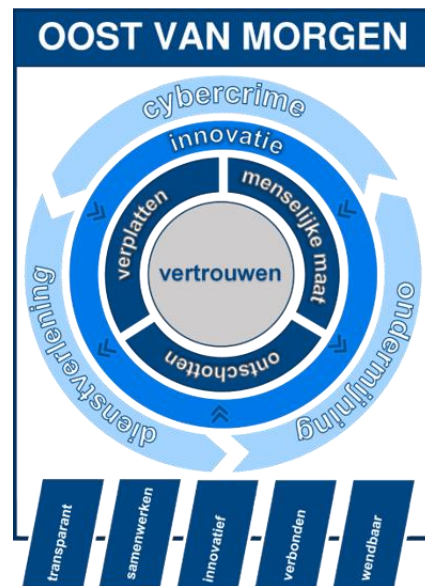 OOST VAN MORGEN
cybercrime
innovatie
verplatten
menselijke maat
vertrouwen
ontschotten
dienstverlening
ondermijning
transparant
samenwerken
innovatief
verbonden
wendbaar